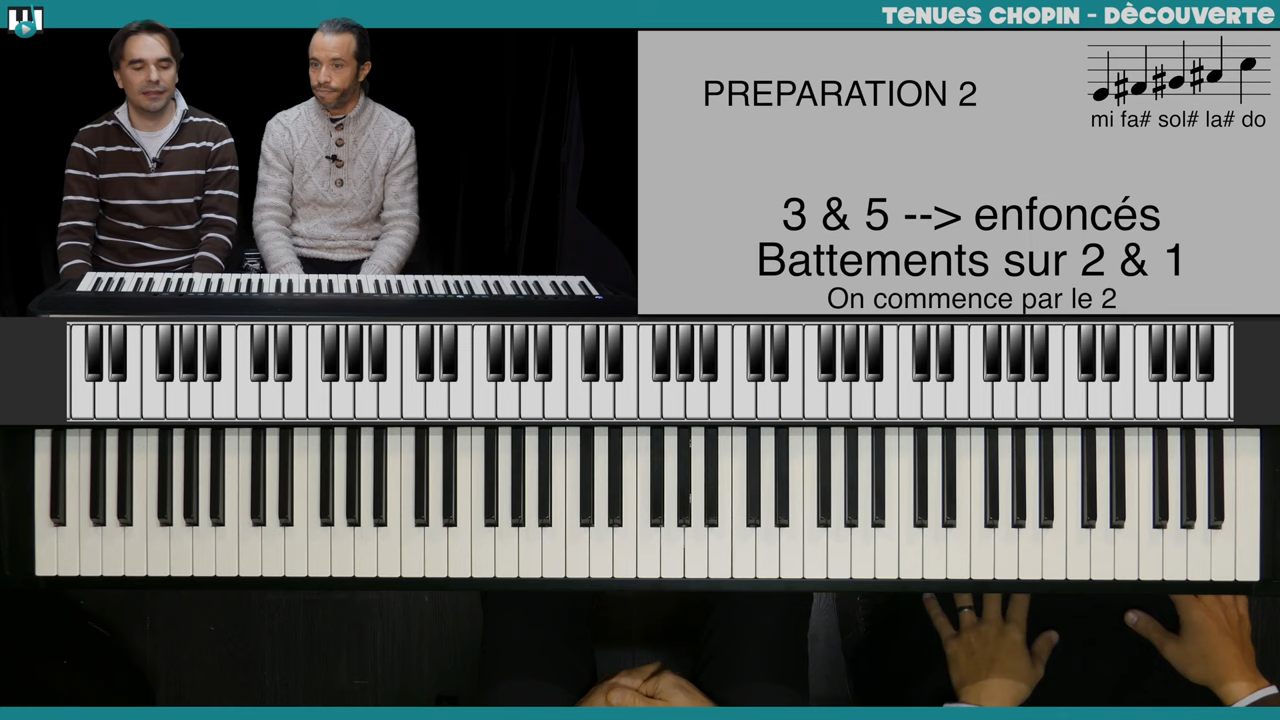 TENUES CHOPIN - DÈCOUVERTE
PREPARATION 2
mi fa# sol# la# do
3 & 5 --> enfoncés
Battements sur 2 & 1
On commence par le 2